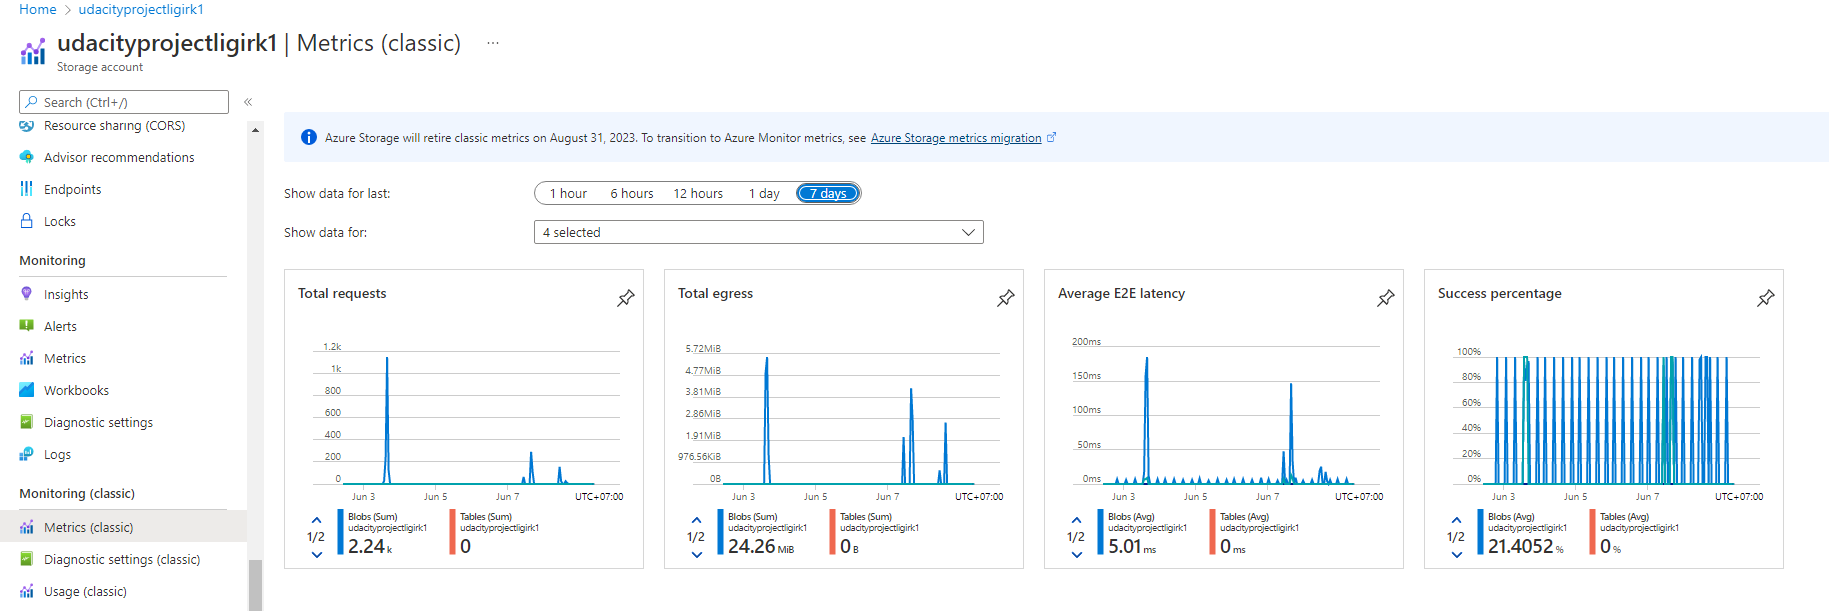 Home > udacityprojectligirk1
udacityprojectligirk1 | Metrics (classic) ...
Storage account
Search (Ctrl+/) «
Resource sharing (CORS)
Advisor recommendations
Endpoints
Locks
Monitoring
Insights
Alerts
Metrics
Workbooks
Diagnostic settings
Logs
Monitoring (classic)
Metrics (classic)
Diagnostic settings (classic)
Usage (classic)
Azure Storage will retire classic metrics on August 31, 2023. To transition to Azure Monitor metrics, see Azure Storage metrics migration
Show data for last: 1 hour 6 hours 12 hours 1 day 7 days
Show data for: 4 selected
Total requests
1.2k
1k
800
600
400
200
0
Jun 3 Jun 5 Jun 7 UTC+07:00
1/2
Blobs (Sum)
udacityprojectligirk1
2.24 k
Tables (Sum)
udacityprojectligirk1
0
Total egress
5.72MiB
4.77MiB
3.81MiB
2.86MiB
1.91MiB
976.56KiB
0B
Jun 3 Jun 5 Jun 7 UTC+07:00
1/2
Blobs (Sum)
udacityprojectligirk1
24.26 MiB
Tables (Sum)
udacityprojectligirk1
0 B
Average E2E latency
200ms
150ms
100ms
50ms
0ms
Jun 3 Jun 5 Jun 7 UTC+07:00
1/2
Blobs (Avg)
udacityprojectligirk1
5.01 ms
Tables (Avg)
udacityprojectligirk1
0 ms
Success percentage
100%
80%
60%
40%
20%
0%
Jun 3 Jun 5 Jun 7 UTC+07:00
1/2
Blobs (Avg)
udacityprojectligirk1
21.4052 %
Tables (Avg)
udacityprojectligirk1
0 %